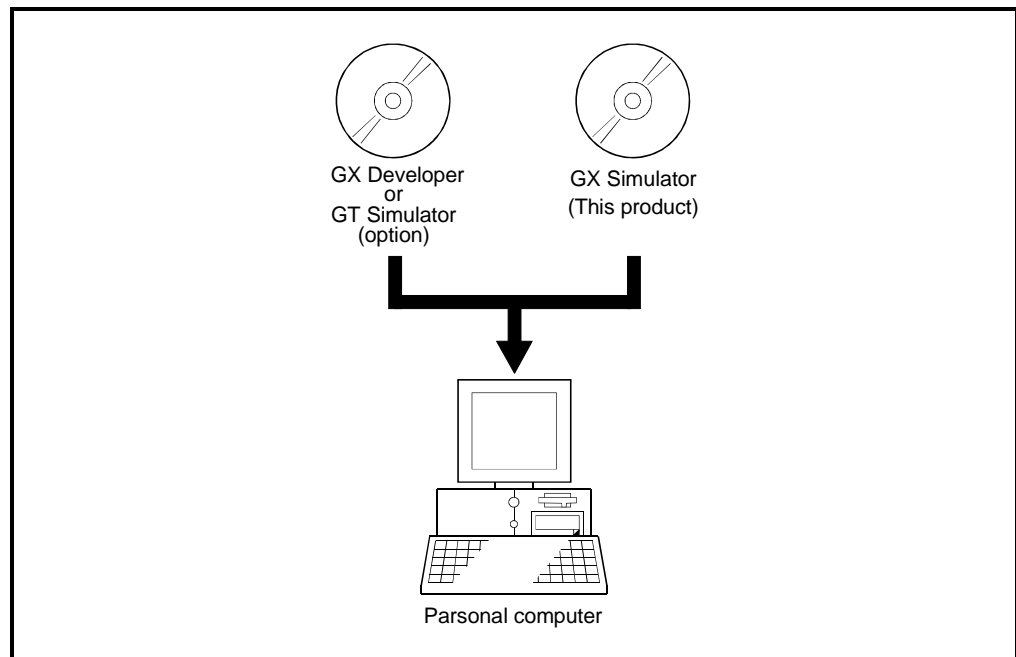 GX Developer
or
GT Simulator
(option)
GX Simulator
(This product)
Parsonal computer